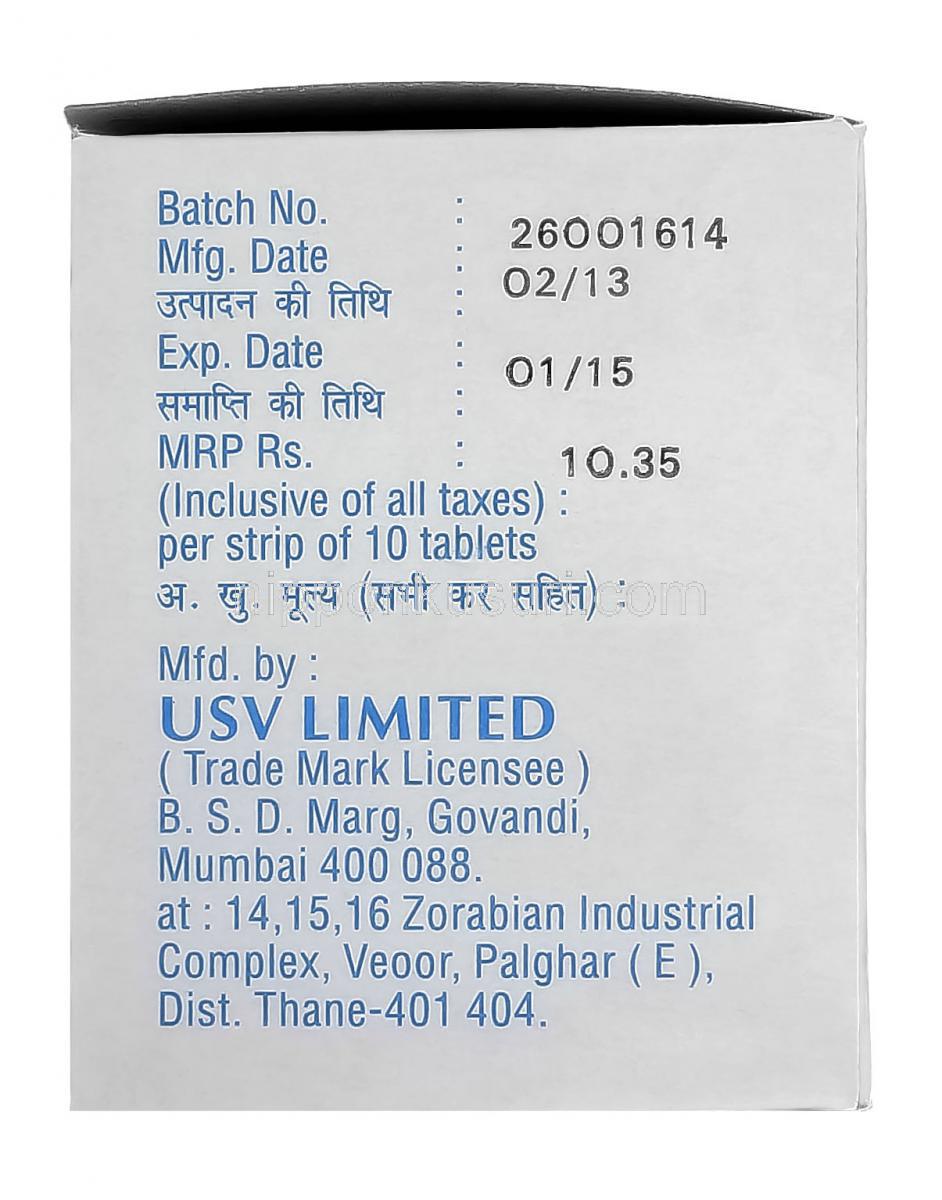 Batch No. : 26001614
Mfg. Date : 02/13
उत्पादन की तिथि :
Exp. Date : 01/15
समाप्ति की तिथि :
MRP Rs. : 10.35
(Inclusive of all taxes) :
per strip of 10 tablets
अ. खु. मूल्य (सभी कर सहित) :
nipponkusuri.com
Mfd. by :
USV LIMITED
( Trade Mark Licensee )
B. S. D. Marg, Govandi,
Mumbai 400 088.
at : 14,15,16 Zorabian Industrial
Complex, Veoor, Palghar ( E ),
Dist. Thane-401 404.